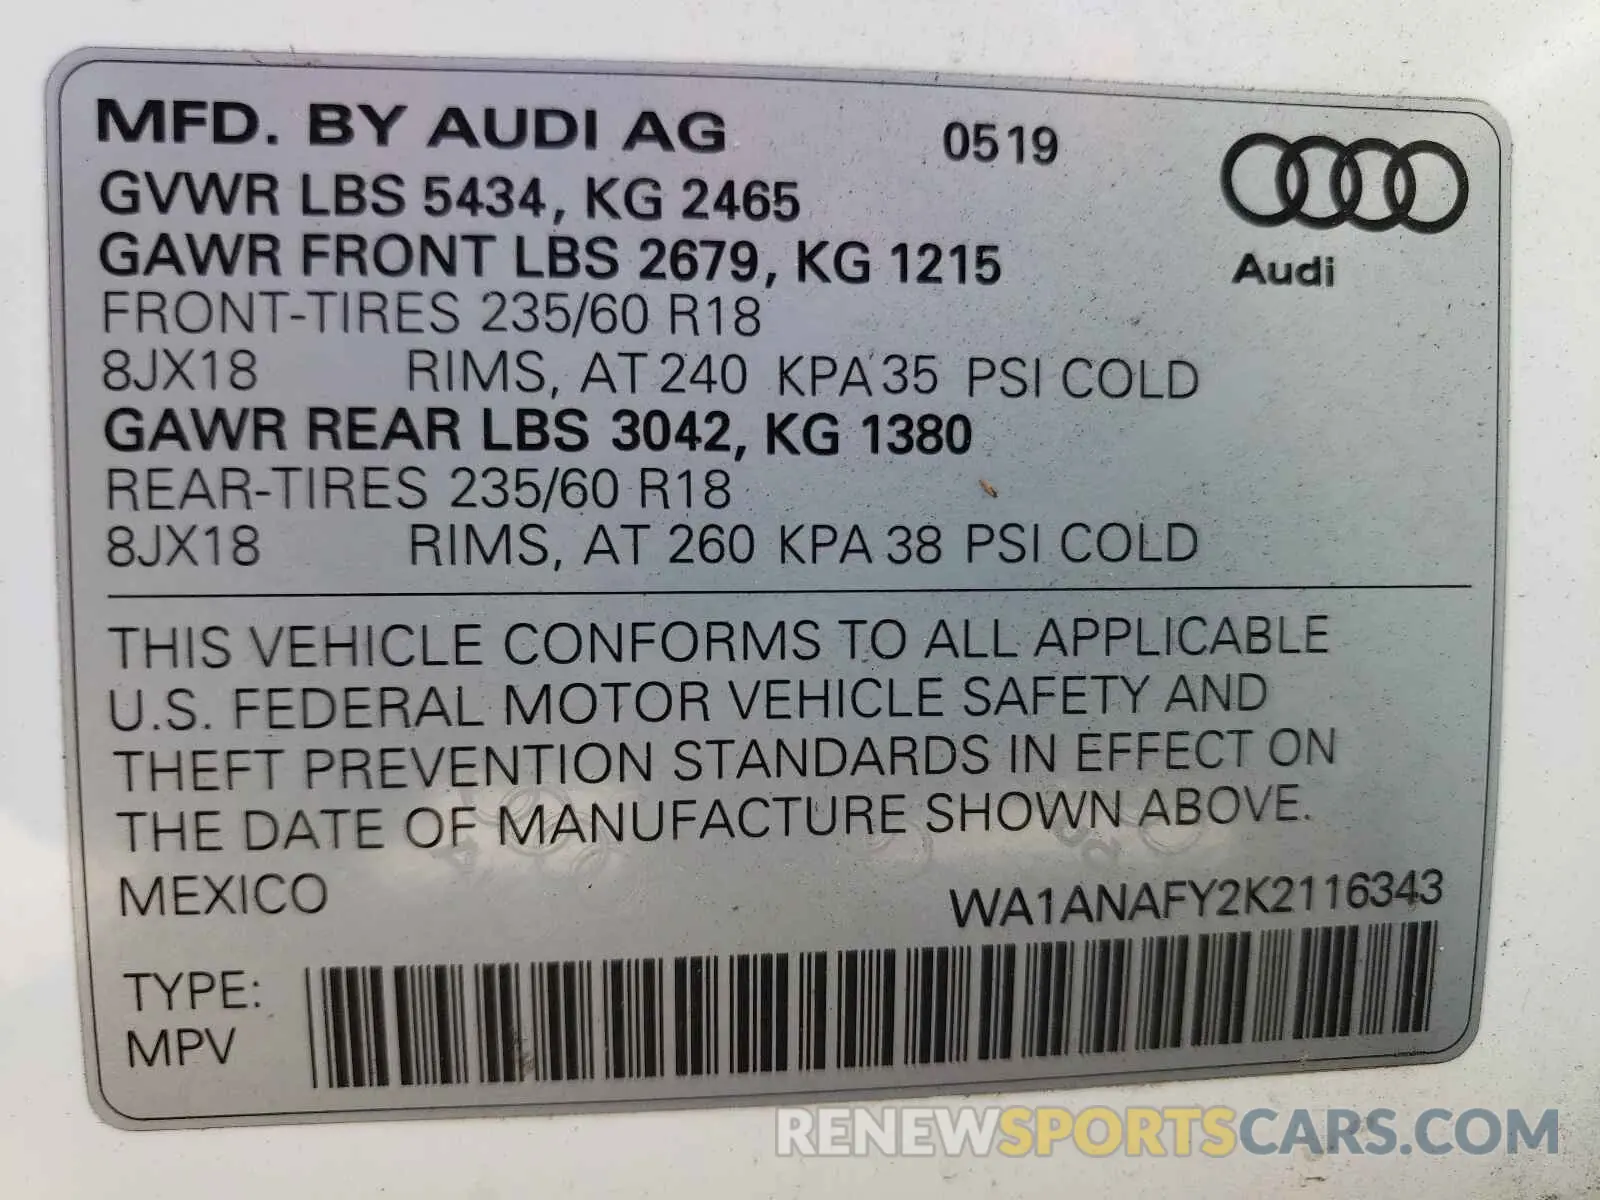 MFD. BY AUDI AG 0519
GVWR LBS 5434, KG 2465
GAWR FRONT LBS 2679, KG 1215
Audi
FRONT-TIRES 235/60 R18
8JX18 RIMS, AT 240 KPA 35 PSI COLD
GAWR REAR LBS 3042, KG 1380
REAR-TIRES 235/60 R18
8JX18 RIMS, AT 260 KPA 38 PSI COLD
THIS VEHICLE CONFORMS TO ALL APPLICABLE
U.S. FEDERAL MOTOR VEHICLE SAFETY AND
THEFT PREVENTION STANDARDS IN EFFECT ON
THE DATE OF MANUFACTURE SHOWN ABOVE.
MEXICO WA1ANAFY2K2116343
TYPE:
MPV
RENEWSPORTSCARS.COM